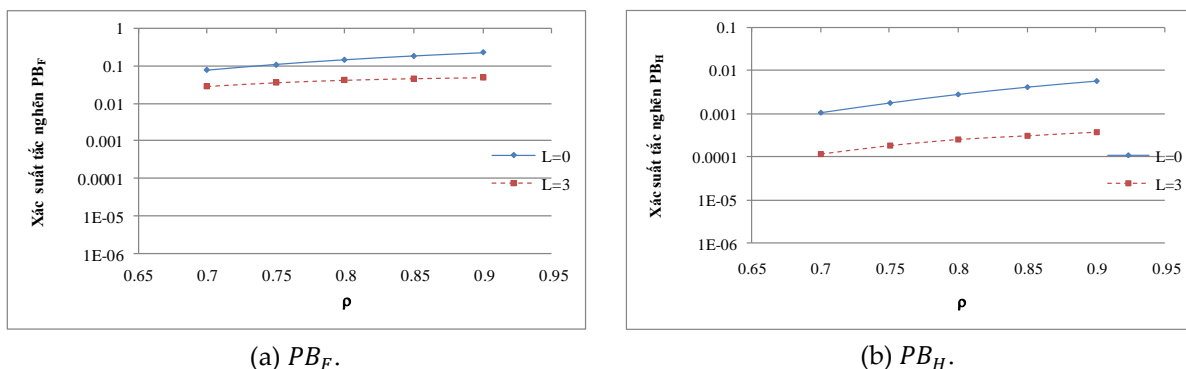 Xác suất tắc nghẽn PB_F
1
0.1
0.01
0.001
0.0001
1E-05
1E-06
0.65 0.7 0.75 0.8 0.85 0.9 0.95
ρ
L=0
L=3
(a) PB_F.
Xác suất tắc nghẽn PB_H
0.1
0.01
0.001
0.0001
1E-05
1E-06
0.65 0.7 0.75 0.8 0.85 0.9 0.95
ρ
L=0
L=3
(b) PB_H.